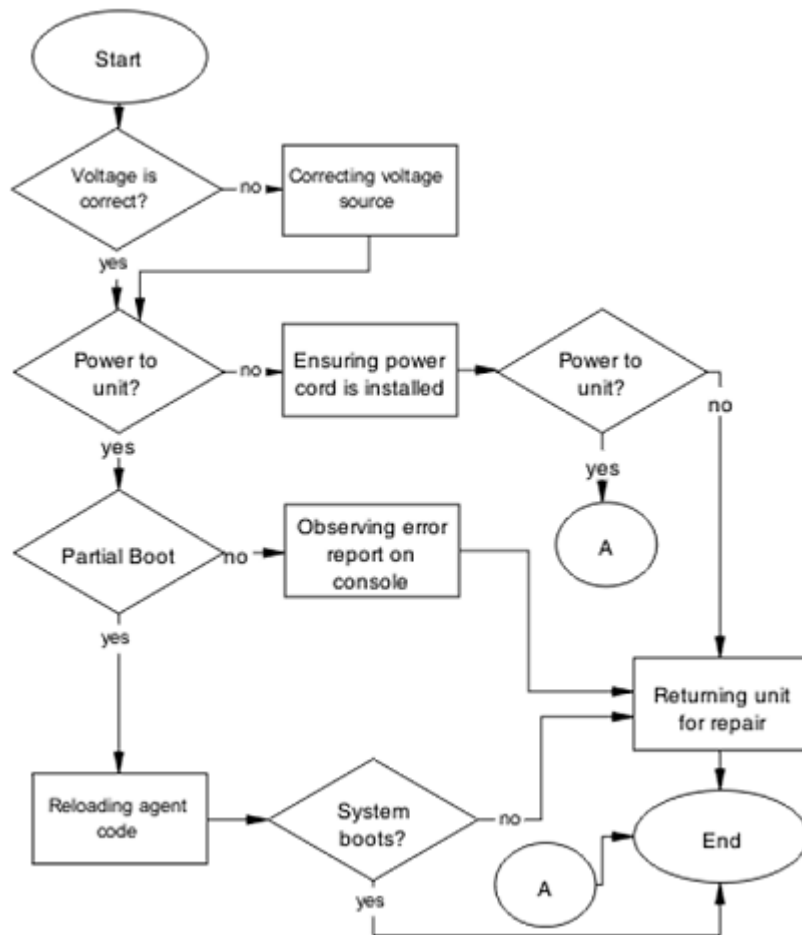 Start
Voltage is
correct?
no
Correcting voltage
source
yes
Power to
unit?
no
Ensuring power
cord is installed
Power to
unit?
no
yes
yes
A
Partial Boot
no
Observing error
report on
console
yes
Returning unit
for repair
Reloading agent
code
System
boots?
no
End
A
yes